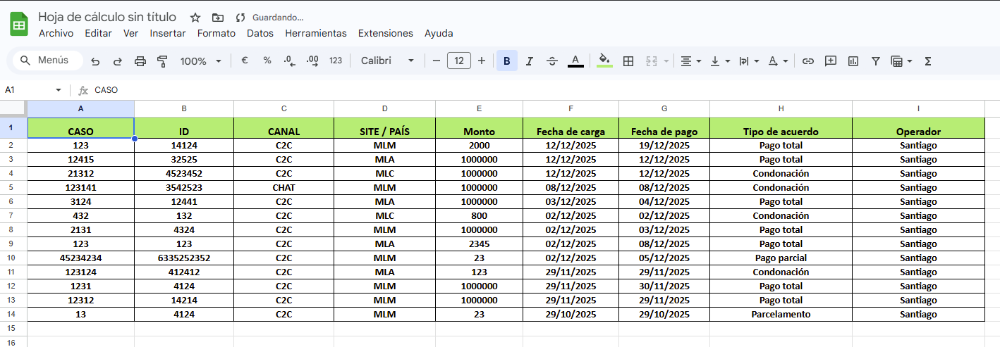 Hoja de cálculo sin título Guardando...
Archivo Editar Ver Insertar Formato Datos Herramientas Extensiones Ayuda
Menús 100% € % .0 .00 123 Calibri 12 B I S A A Σ
A1 fx CASO
A B C D E F G H I
1 CASO ID CANAL SITE / PAÍS Monto Fecha de carga Fecha de pago Tipo de acuerdo Operador
2 123 14124 C2C MLM 2000 12/12/2025 19/12/2025 Pago total Santiago
3 12415 32525 C2C MLA 1000000 12/12/2025 12/12/2025 Pago total Santiago
4 21312 4523452 C2C MLC 1000000 12/12/2025 12/12/2025 Condonación Santiago
5 123141 3542523 CHAT MLM 1000000 08/12/2025 08/12/2025 Condonación Santiago
6 3124 12441 C2C MLA 1000000 03/12/2025 04/12/2025 Pago total Santiago
7 432 132 C2C MLC 800 02/12/2025 02/12/2025 Condonación Santiago
8 2131 4324 C2C MLM 1000000 02/12/2025 03/12/2025 Pago total Santiago
9 123 123 C2C MLA 2345 02/12/2025 08/12/2025 Pago total Santiago
10 45234234 6335252352 C2C MLM 23 02/12/2025 05/12/2025 Pago parcial Santiago
11 123124 412412 C2C MLA 123 29/11/2025 29/11/2025 Condonación Santiago
12 1231 4124 C2C MLM 1000000 29/11/2025 30/11/2025 Pago total Santiago
13 12312 14214 C2C MLM 1000000 29/11/2025 29/11/2025 Pago total Santiago
14 13 4124 C2C MLM 23 29/10/2025 29/10/2025 Parcelamento Santiago
15
16